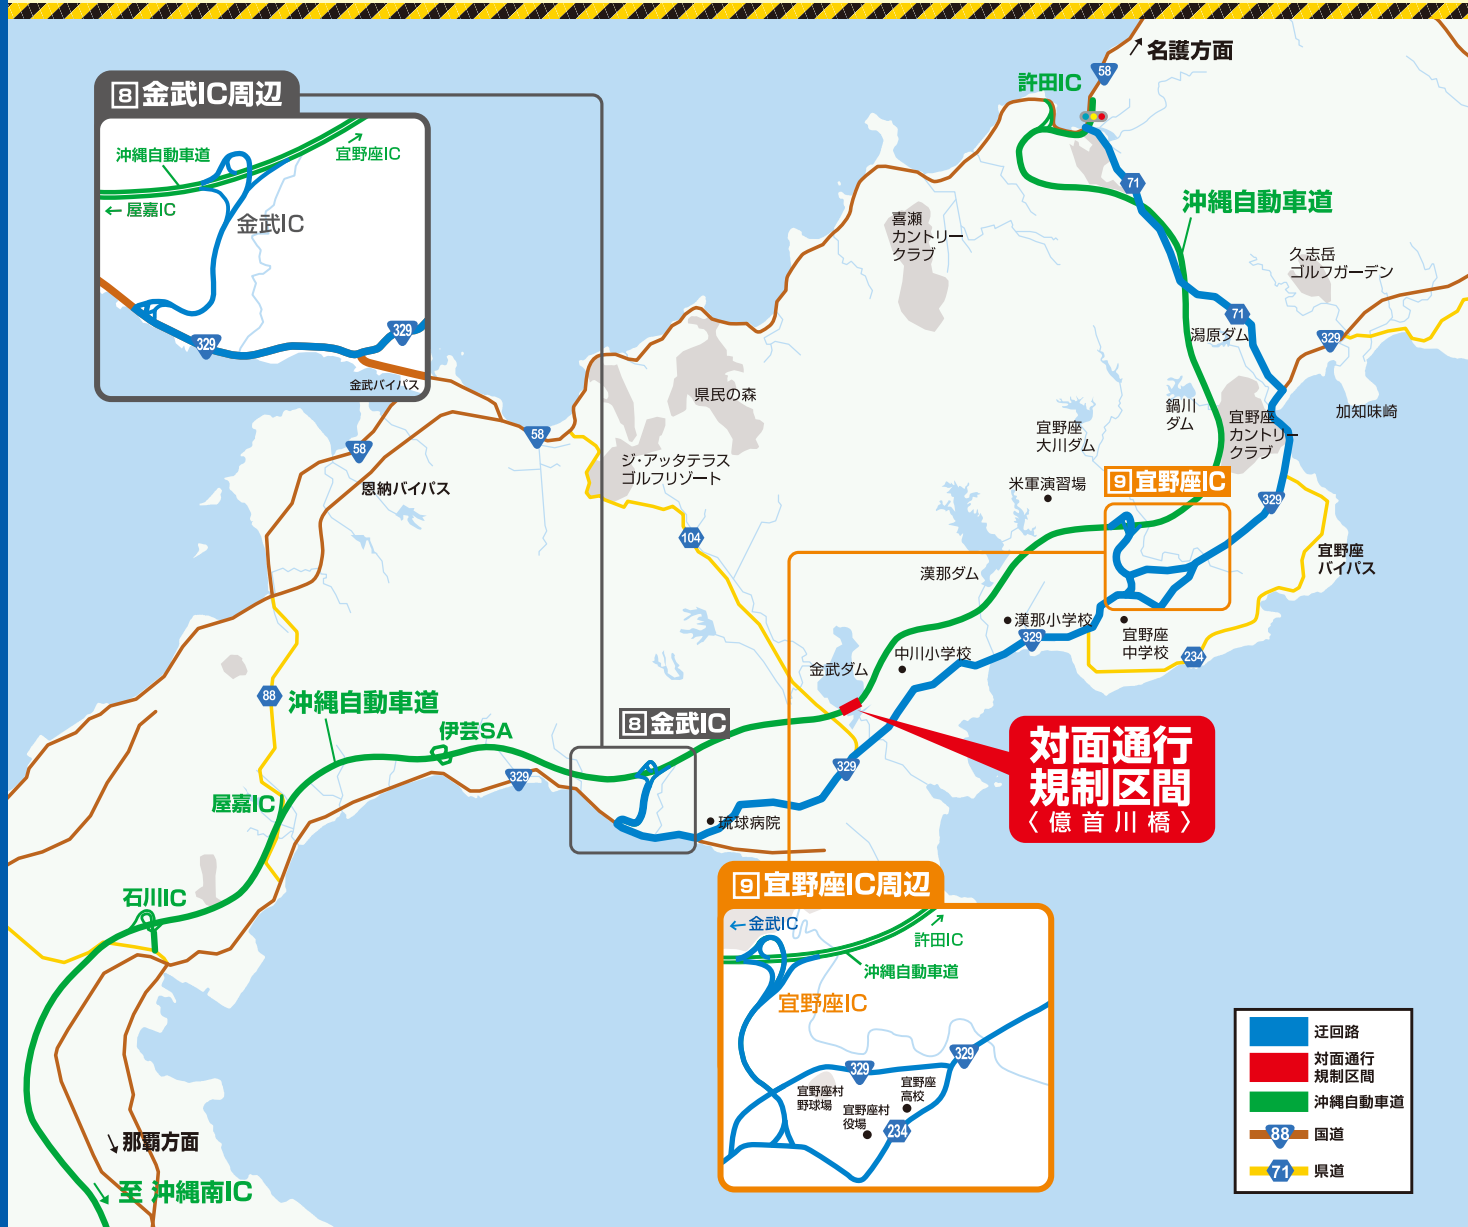 ↗ 名護方面
58
許田IC
8 金武IC周辺
沖縄自動車道
宜野座IC
← 屋嘉IC
金武IC
329
329
金武バイパス
71
沖縄自動車道
喜瀬
カントリー
クラブ
久志岳
ゴルフガーデン
71
潟原ダム
329
加知味崎
県民の森
鍋川
ダム
宜野座
カントリー
クラブ
宜野座
大川ダム
58
58
恩納バイパス
ジ・アッタテラス
ゴルフリゾート
米軍演習場
9 宜野座IC
329
104
宜野座
バイパス
漢那ダム
漢那小学校
329
宜野座
中学校
234
中川小学校
金武ダム
88
沖縄自動車道
伊芸SA
8 金武IC
329
329
屋嘉IC
琉球病院
対面通行
規制区間
〈億首川橋〉
石川IC
9 宜野座IC周辺
← 金武IC
許田IC
沖縄自動車道
宜野座IC
329
329
宜野座村
野球場
宜野座
高校
宜野座村
役場
234
↘ 那覇方面
↘ 至 沖縄南IC
迂回路
対面通行
規制区間
沖縄自動車道
88 国道
71 県道